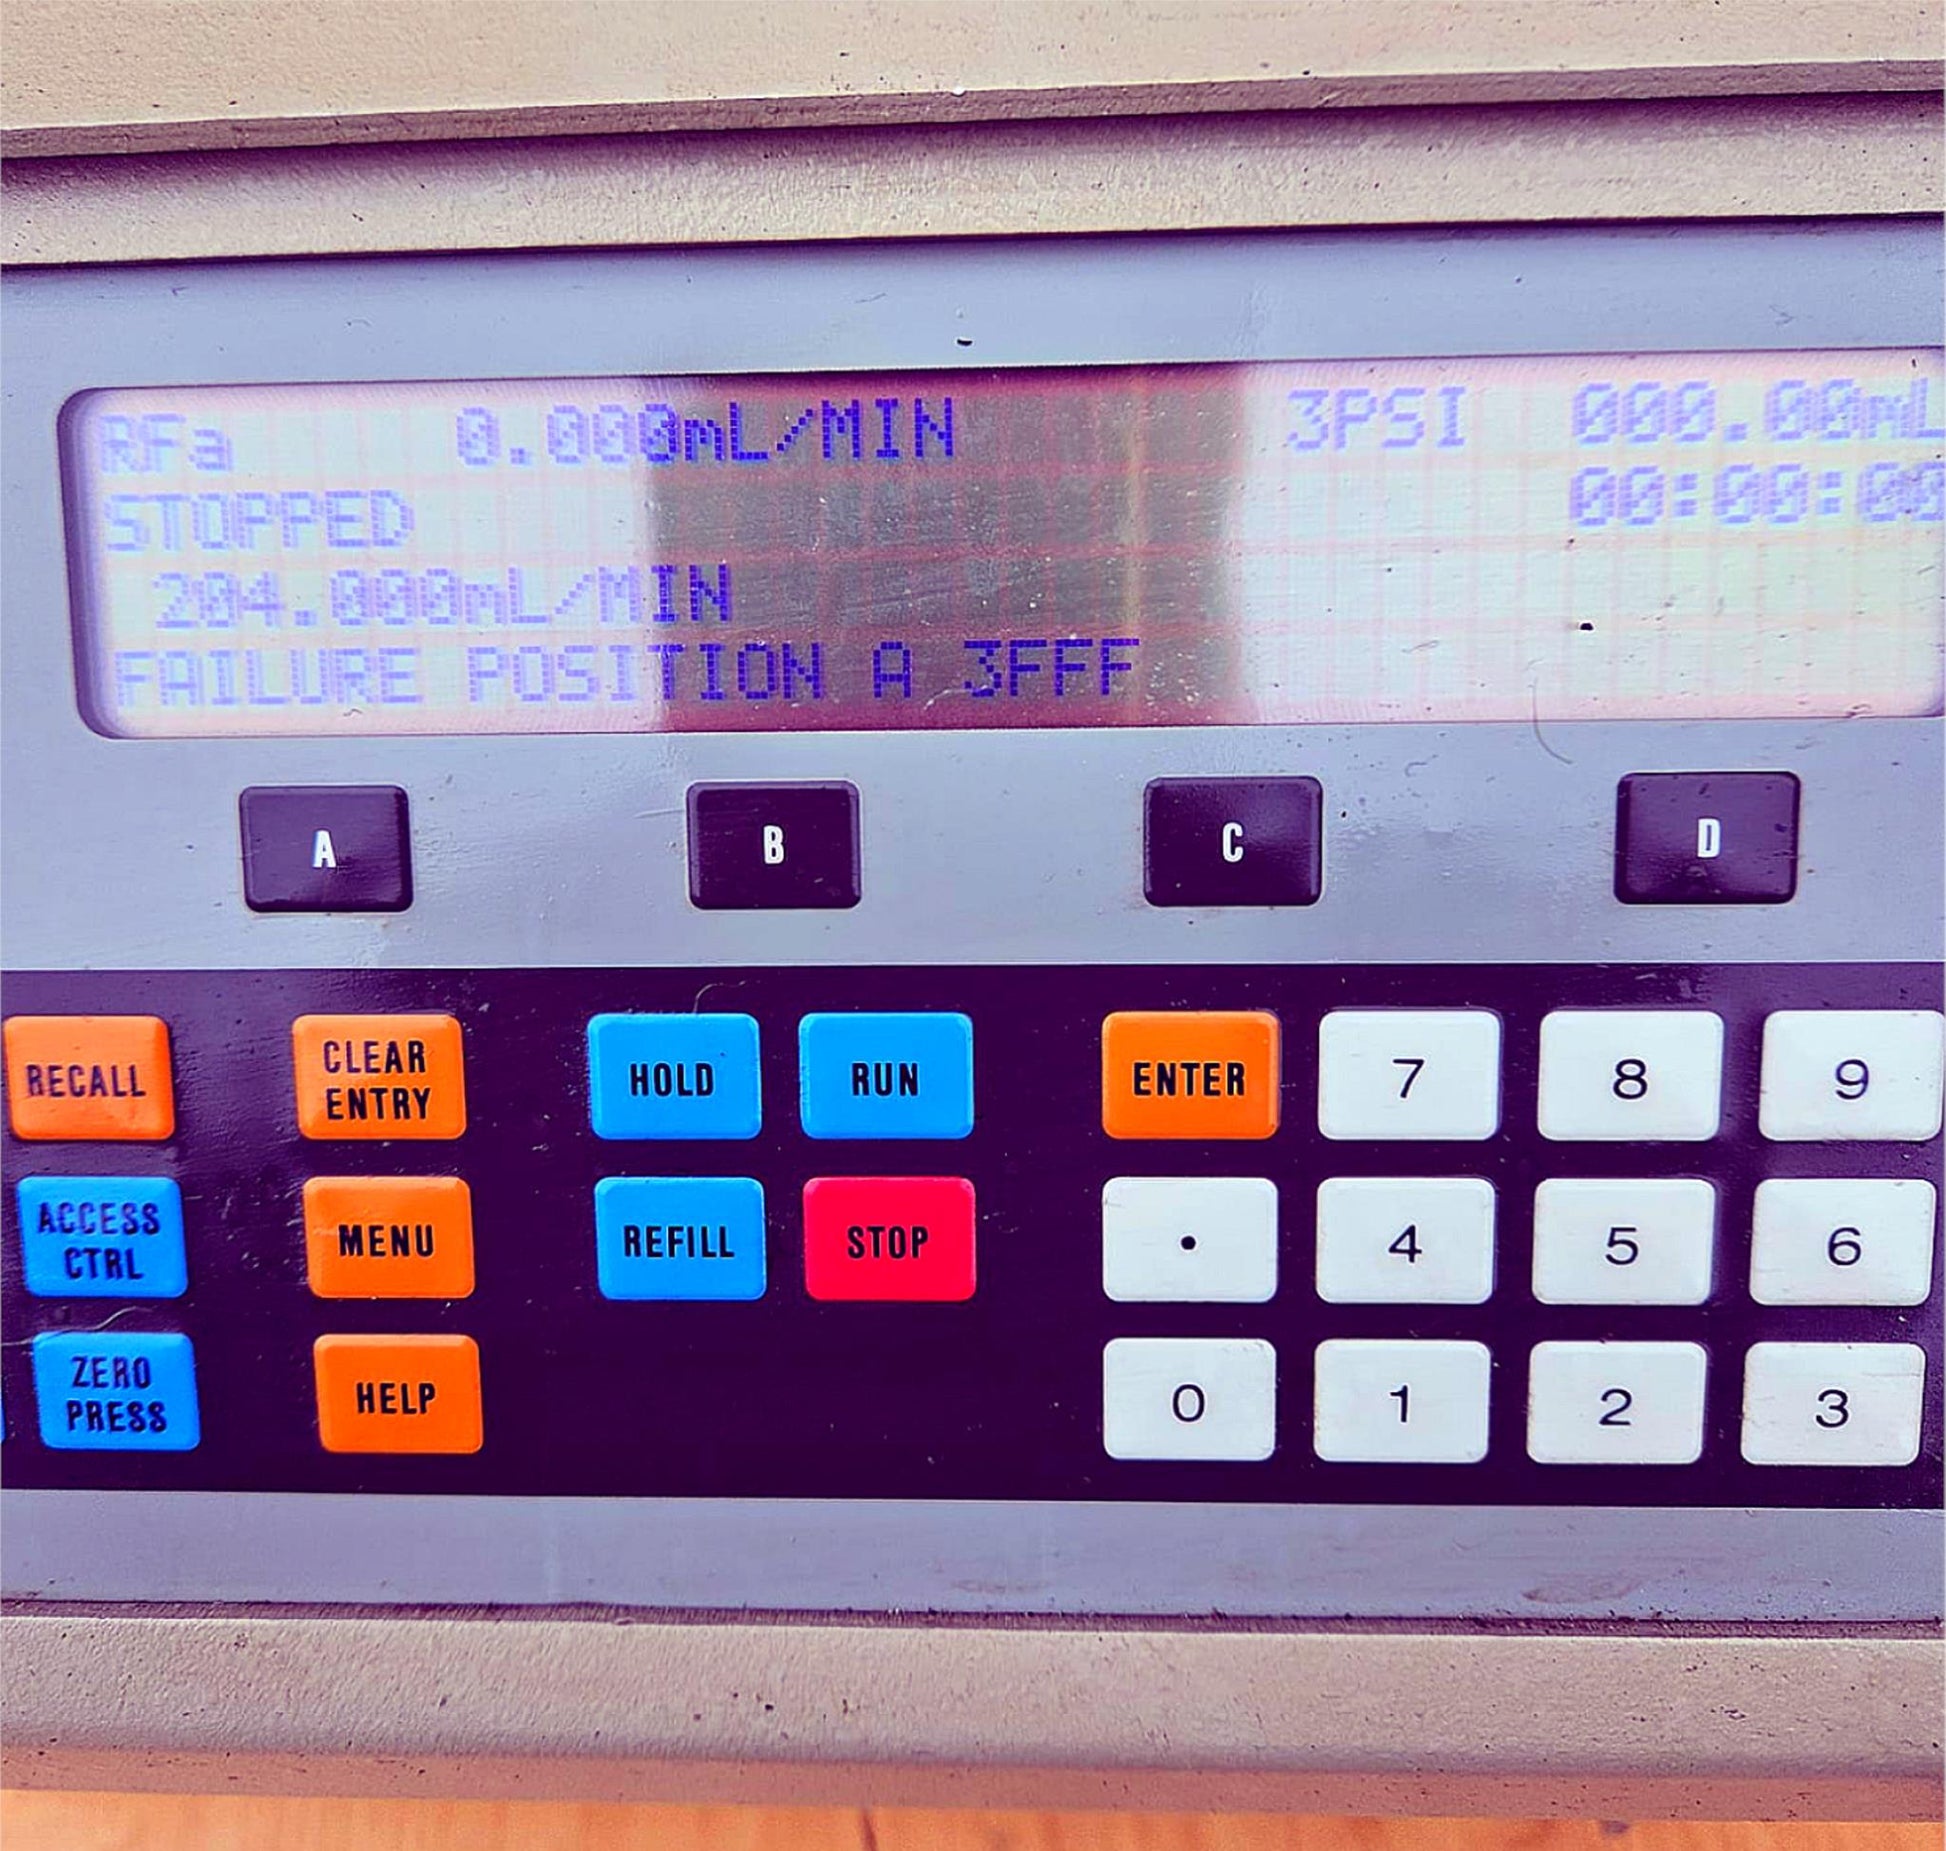 RFa 0.000mL/MIN 3PSI 000.00mL
STOPPED 00:00:00
204.000mL/MIN
FAILURE POSITION A 3FFF
A B C D
RECALL CLEAR ENTRY HOLD RUN ENTER 7 8 9
ACCESS CTRL MENU REFILL STOP . 4 5 6
ZERO PRESS HELP 0 1 2 3